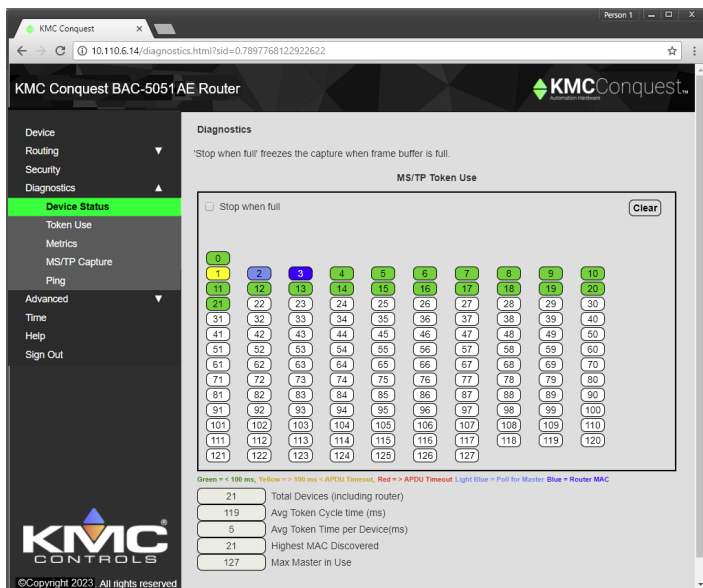 Person 1
KMC Conquest
10.110.6.14/diagnostics.html?sid=0.7897768122922622
KMC Conquest BAC-5051AE Router
KMCConquest™
Automation Hardware
Device
Routing
Security
Diagnostics
Device Status
Token Use
Metrics
MS/TP Capture
Ping
Advanced
Time
Help
Sign Out
KMC®
CONTROLS
©Copyright 2023 All rights reserved
Diagnostics
'Stop when full' freezes the capture when frame buffer is full.
MS/TP Token Use
Stop when full
Clear
0
1 2 3 4 5 6 7 8 9 10
11 12 13 14 15 16 17 18 19 20
21 22 23 24 25 26 27 28 29 30
31 32 33 34 35 36 37 38 39 40
41 42 43 44 45 46 47 48 49 50
51 52 53 54 55 56 57 58 59 60
61 62 63 64 65 66 67 68 69 70
71 72 73 74 75 76 77 78 79 80
81 82 83 84 85 86 87 88 89 90
91 92 93 94 95 96 97 98 99 100
101 102 103 104 105 106 107 108 109 110
111 112 113 114 115 116 117 118 119 120
121 122 123 124 125 126 127
Green = < 100 ms, Yellow = > 100 ms < APDU Timeout, Red = > APDU Timeout Light Blue = Poll for Master Blue = Router MAC
21 Total Devices (including router)
119 Avg Token Cycle time (ms)
5 Avg Token Time per Device(ms)
21 Highest MAC Discovered
127 Max Master in Use